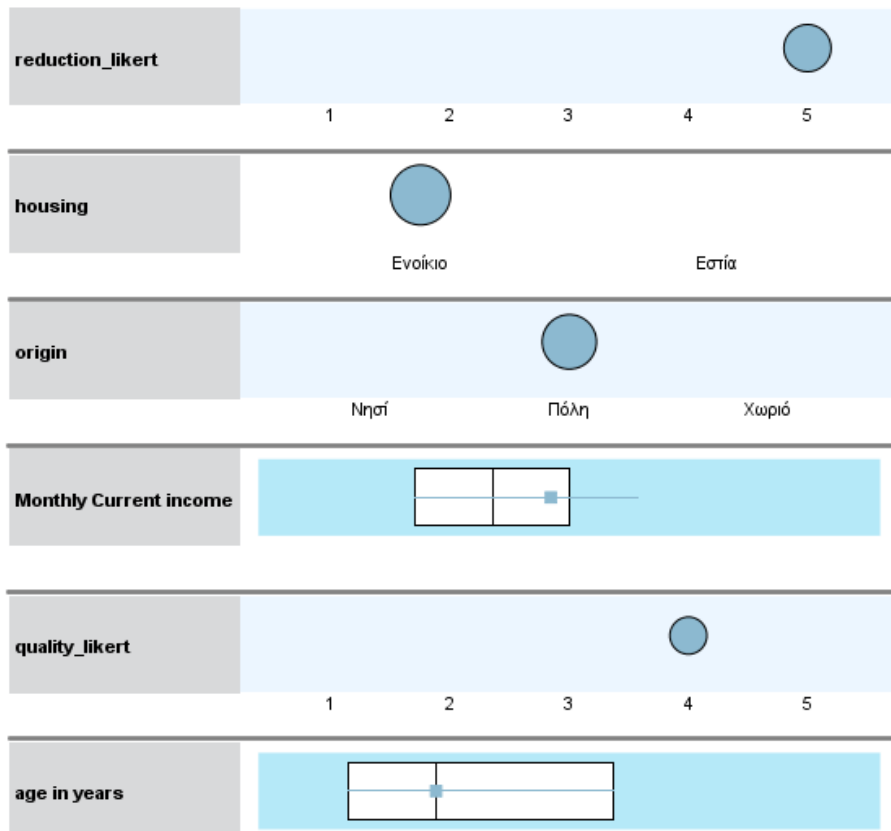 reduction_likert
1 2 3 4 5
housing
Ενοίκιο Εστία
origin
Νησί Πόλη Χωριό
Monthly Current income
quality_likert
1 2 3 4 5
age in years